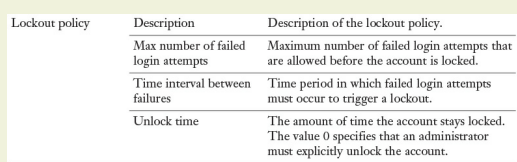 Lockout policy Description Description of the lockout policy.
Max number of failed Maximum number of failed login attempts that
login attempts are allowed before the account is locked.
Time interval between Time period in which failed login attempts
failures must occur to trigger a lockout.
Unlock time The amount of time the account stays locked.
The value 0 specifies that an administrator
must explicitly unlock the account.